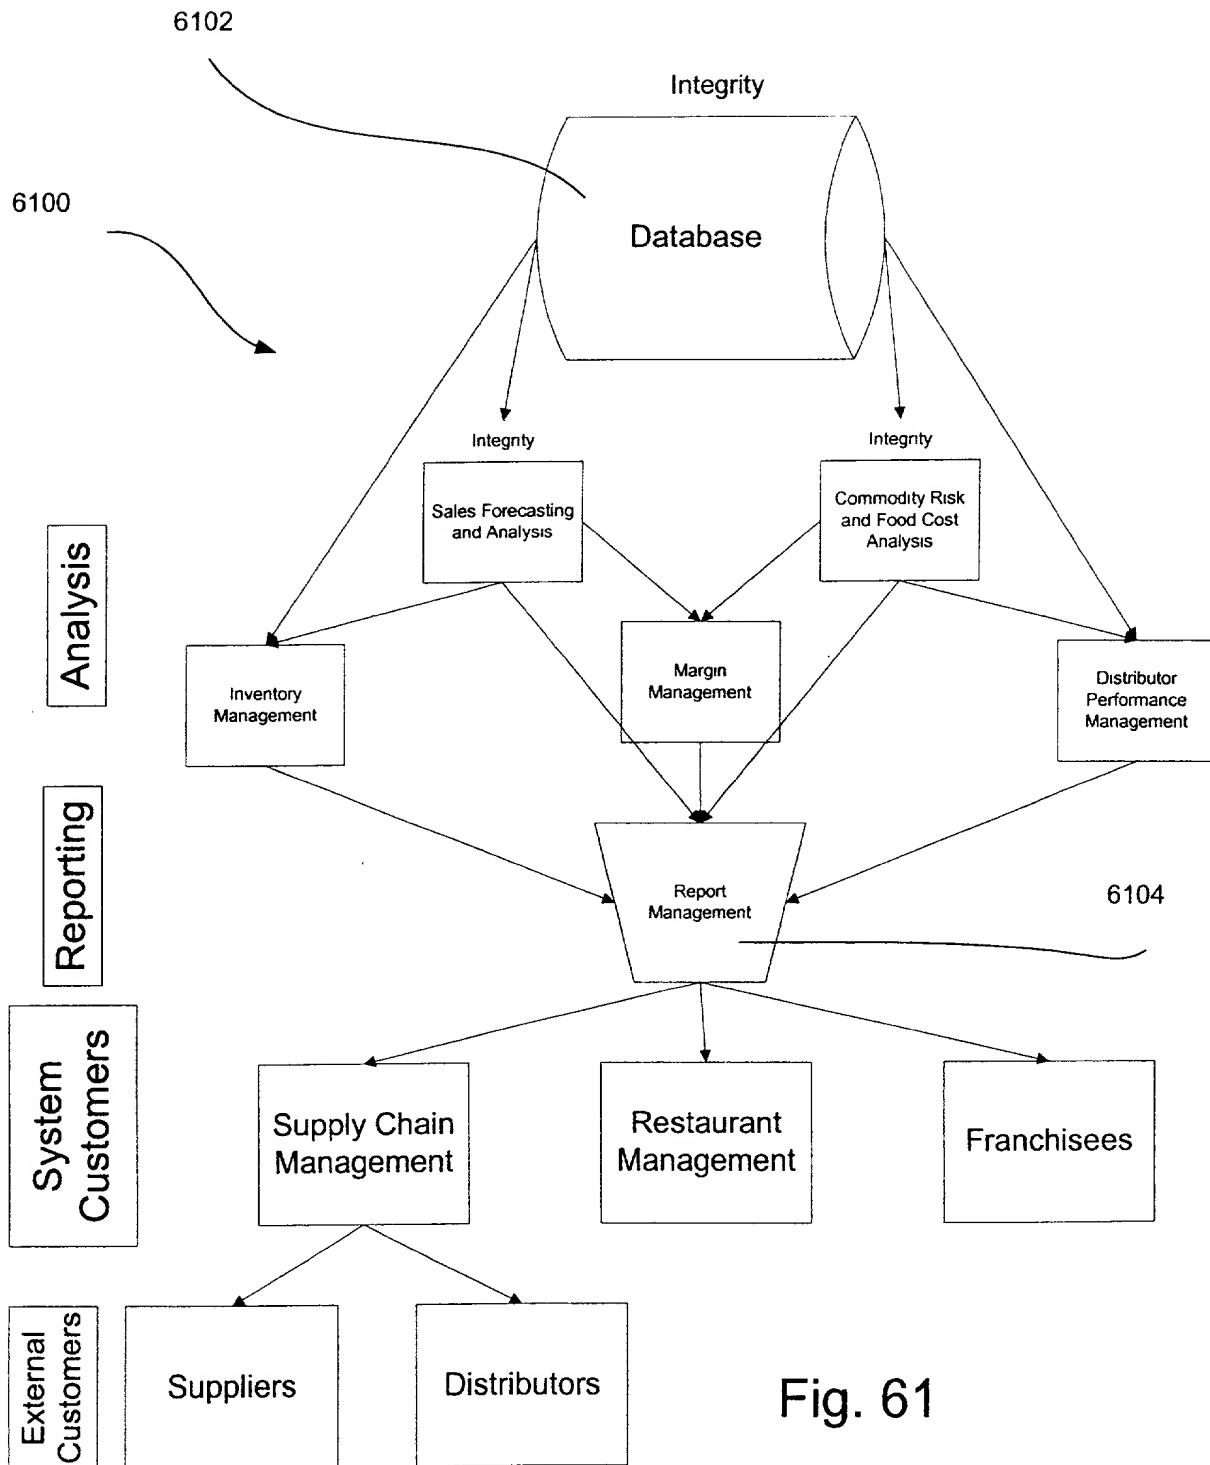 6102
Integrity
6100
Database
Integrity
Integrity
Sales Forecasting
and Analysis
Commodity Risk
and Food Cost
Analysis
Analysis
Inventory
Management
Margin
Management
Distributor
Performance
Management
Reporting
Report
Management
6104
System
Customers
Supply Chain
Management
Restaurant
Management
Franchisees
External
Customers
Suppliers
Distributors
Fig. 61